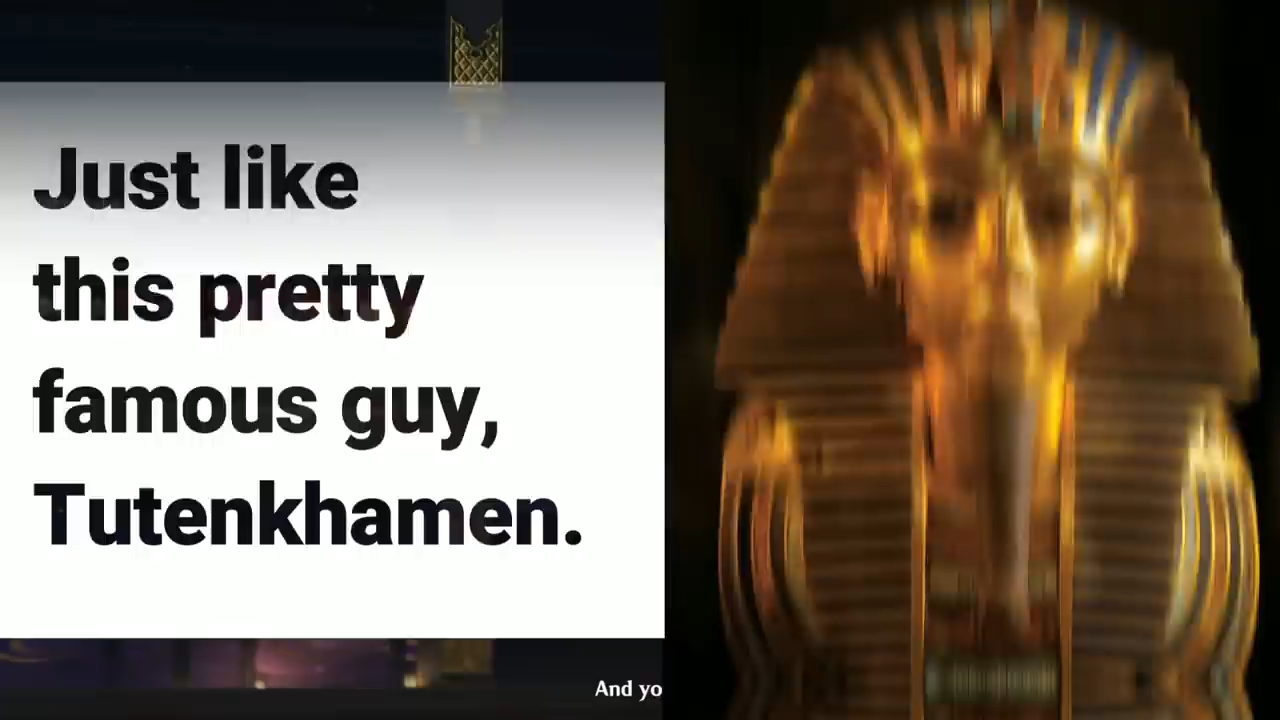 Just like
this pretty
famous guy,
Tutenkhamen.
And yo